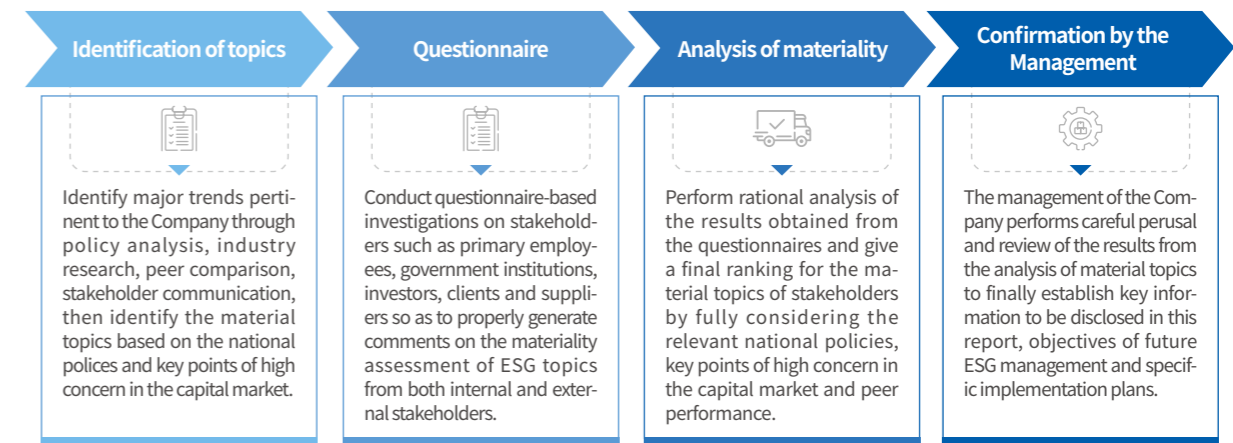 Identification of topics
Questionnaire
Analysis of materiality
Confirmation by the
Management
Identify major trends perti-
nent to the Company through
policy analysis, industry
research, peer comparison,
stakeholder communication,
then identify the material
topics based on the national
polices and key points of high
concern in the capital market.
Conduct questionnaire-based
investigations on stakehold-
ers such as primary employ-
ees, government institutions,
investors, clients and suppli-
ers so as to properly generate
comments on the materiality
assessment of ESG topics
from both internal and exter-
nal stakeholders.
Perform rational analysis of
the results obtained from
the questionnaires and give
a final ranking for the ma-
terial topics of stakeholders
by fully considering the
relevant national policies,
key points of high concern in
the capital market and peer
performance.
The management of the Com-
pany performs careful perusal
and review of the results from
the analysis of material topics
to finally establish key infor-
mation to be disclosed in this
report, objectives of future
ESG management and specif-
ic implementation plans.